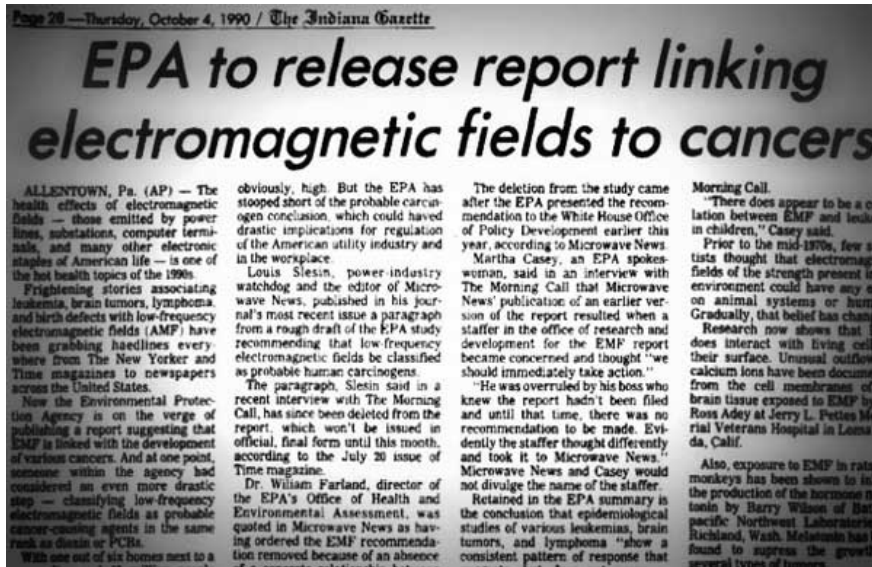 Page 28 —Thursday, October 4, 1990 / The Indiana Gazette
EPA to release report linking
electromagnetic fields to cancers
ALLENTOWN, Pa. (AP) — The
health effects of electromagnetic
fields — those emitted by power
lines, substations, computer termi-
nals, and many other electronic
staples of American life — is one of
the hot health topics of the 1990s.
Frightening stories associating
leukemia, brain tumors, lymphoma,
and birth defects with low-frequency
electromagnetic fields (AMF) have
been grabbing haedlines every-
where from The New Yorker and
Time magazines to newspapers
across the United States.
Now the Environmental Protec-
tion Agency is on the verge of
publishing a report suggesting that
EMF is linked with the development
of various cancers. And at one point,
someone within the agency had
considered an even more drastic
step — classifying low-frequency
electromagnetic fields as probable
cancer-causing agents in the same
rank as dioxin or PCBs.
With one out of six homes next to a
obviously, high. But the EPA has
stooped short of the probable carcin-
ogen conclusion, which could haved
drastic implications for regulation
of the American utility industry and
in the workplace.
Louis Slesin, power-industry
watchdog and the editor of Micro-
wave News, published in his jour-
nal's most recent issue a paragraph
from a rough draft of the EPA study
recommending that low-frequency
electromagnetic fields be classified
as probable human carcinogens.
The paragraph, Slesin said in a
recent interview with The Morning
Call, has since been deleted from the
report, which won't be issued in
official, final form until this month,
according to the July 20 issue of
Time magazine.
Dr. Wiliam Farland, director of
the EPA's Office of Health and
Environmental Assessment, was
quoted in Microwave News as hav-
ing ordered the EMF recommenda-
tion removed because of an absence
The deletion from the study came
after the EPA presented the recom-
mendation to the White House Office
of Policy Development earlier this
year, according to Microwave News.
Martha Casey, an EPA spokes-
woman, said in an interview with
The Morning Call that Microwave
News' publication of an earlier ver-
sion of the report resulted when a
staffer in the office of research and
development for the EMF report
became concerned and thought "we
should immediately take action."
"He was overruled by his boss who
knew the report hadn't been filed
and until that time, there was no
recommendation to be made. Evi-
dently the staffer thought differently
and took it to Microwave News."
Microwave News and Casey would
not divulge the name of the staffer.
Retained in the EPA summary is
the conclusion that epidemiological
studies of various leukemias, brain
tumors, and lymphoma "show a
consistent pattern of response that
Morning Call.
"There does appear to be a
lation between EMF and
in children," Casey said.
Prior to the mid-1970s, few
tists thought that
fields of the strength present
environment could have any
on animal systems or
Gradually, that belief has
Research now shows that
does interact with living
their surface. Unusual
calcium ions have been
from the cell membranes
brain tissue exposed to EMF
Ross Adey at Jerry L. Pettes
rial Veterans Hospital in
da, Calif.
Also, exposure to EMF in
monkeys has been shown to
the production of the hormone
tonin by Barry Wilson of
pacific Northwest
Richland, Wash. Melatonin
found to supress the
several types of